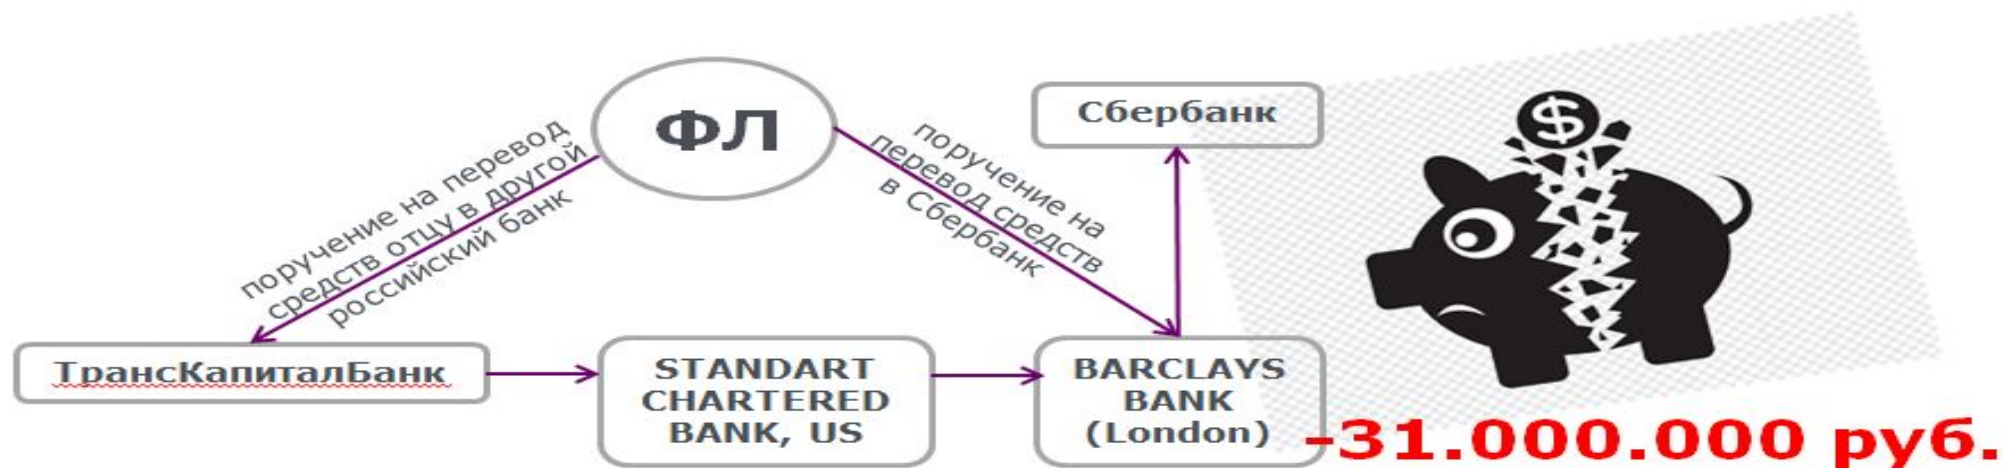 ФЛ
поручение на перевод
средств отцу в другой
российский банк
поручение на
перевод средств
в Сбербанк
Сбербанк
$
ТрансКапиталБанк
STANDART
CHARTERED
BANK, US
BARCLAYS
BANK
(London)
-31.000.000 руб.